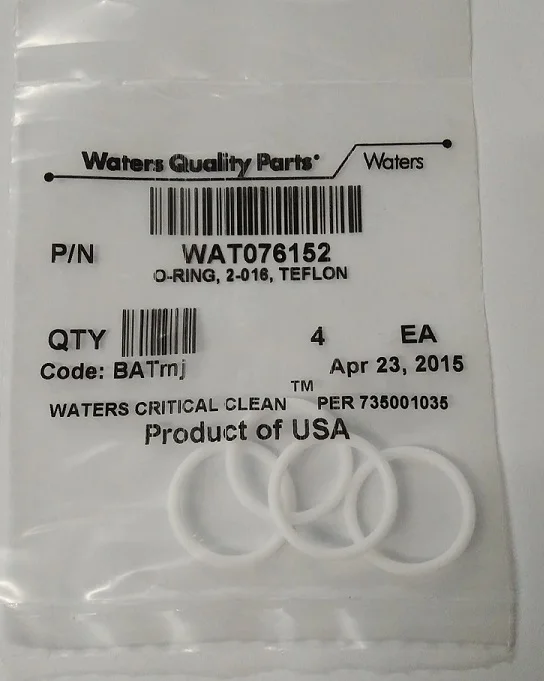 Waters Quality Parts•
Waters
P/N WAT076152
O-RING, 2-016, TEFLON
QTY 4 EA
Code: BATmj Apr 23, 2015
WATERS CRITICAL CLEAN™ PER 735001035
Product of USA